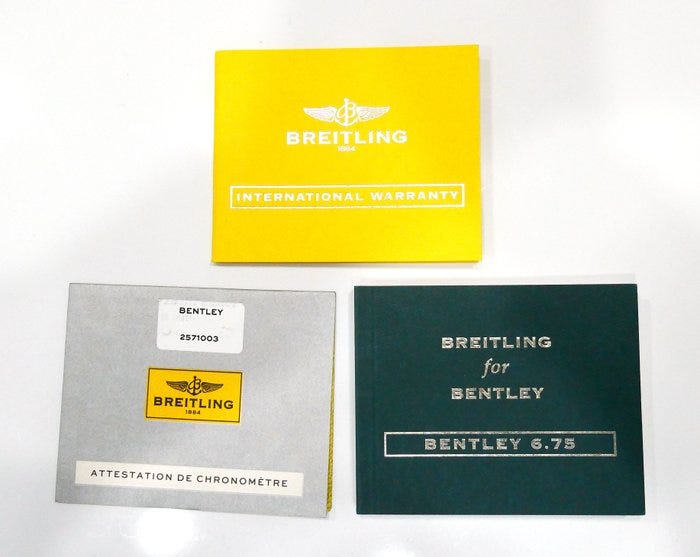 BREITLING
1884
INTERNATIONAL WARRANTY
BENTLEY
2571003
BREITLING
1884
ATTESTATION DE CHRONOMÈTRE
BREITLING
for
BENTLEY
BENTLEY 6.75